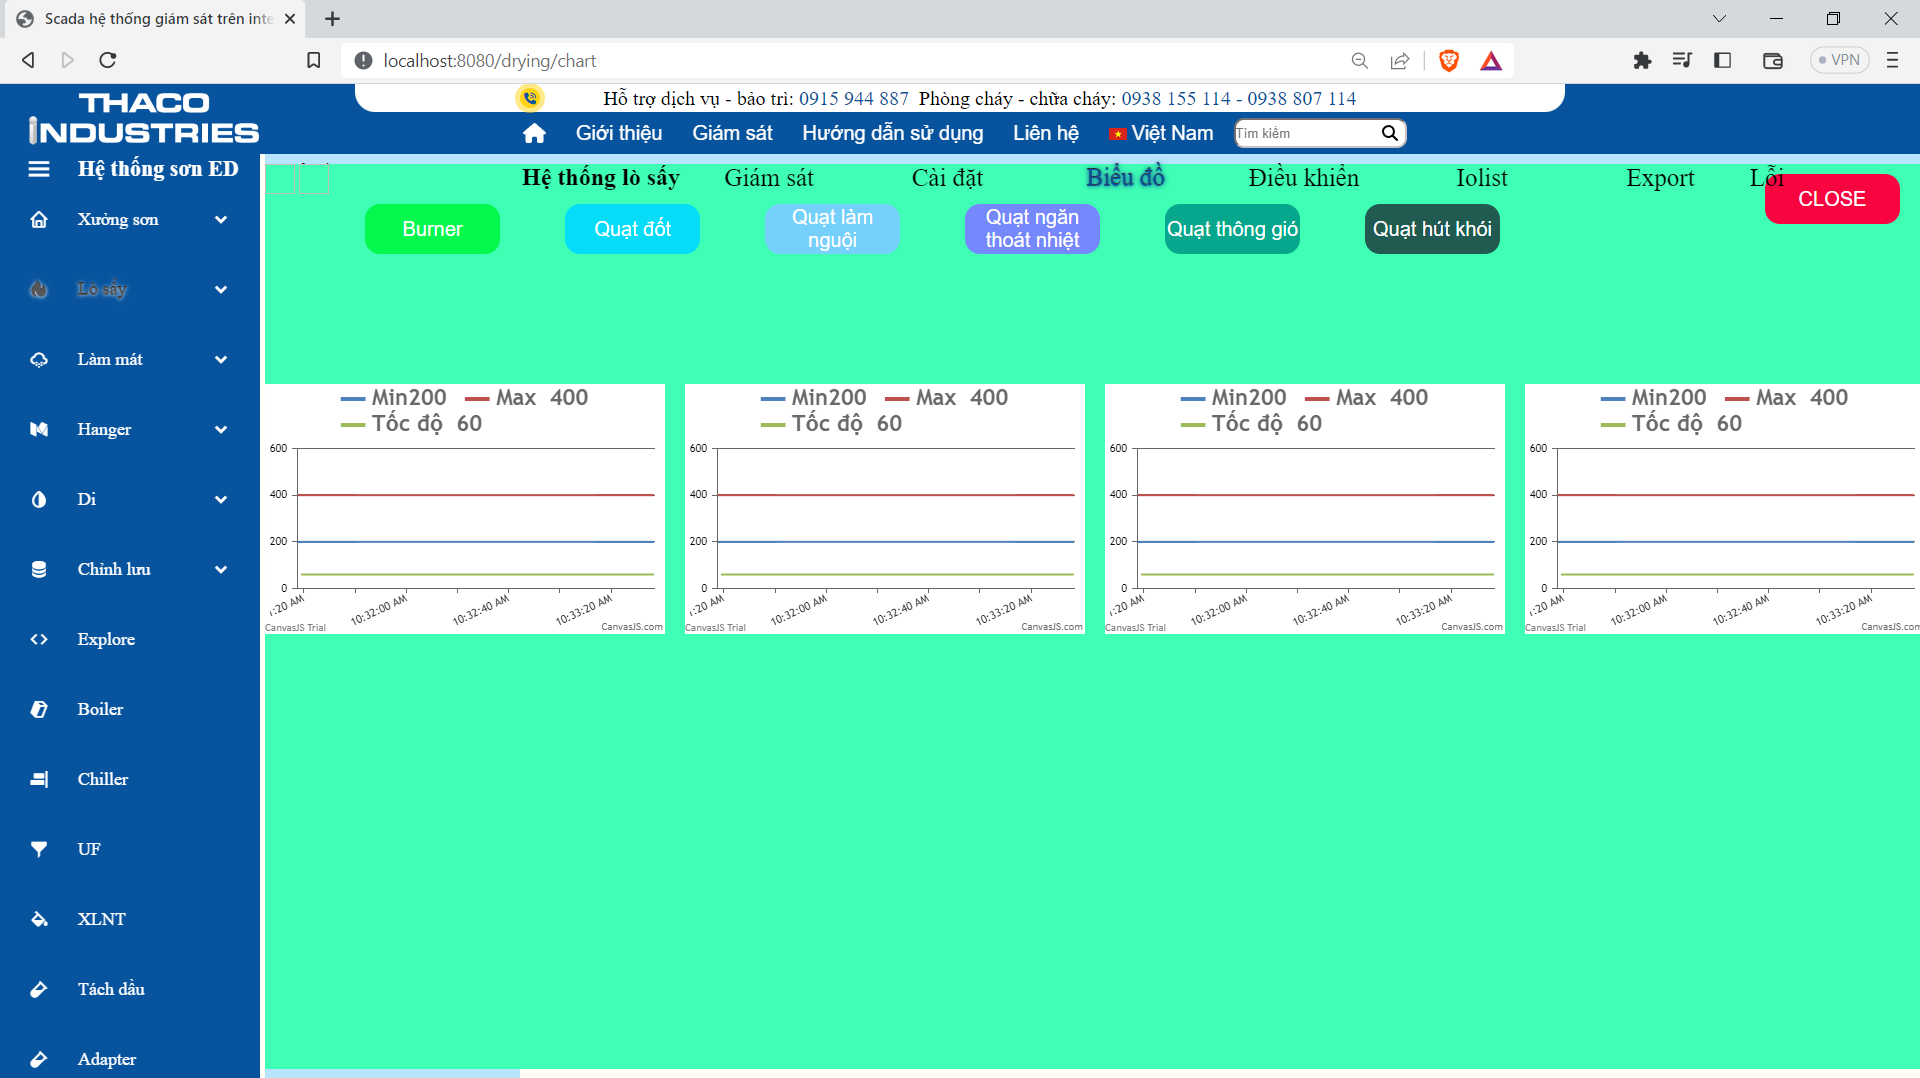 Scada hệ thống giám sát trên inte
localhost:8080/drying/chart
VPN
THACO
INDUSTRIES
Hỗ trợ dịch vụ - bảo trì: 0915 944 887 Phòng cháy - chữa cháy: 0938 155 114 - 0938 807 114
Giới thiệu Giám sát Hướng dẫn sử dụng Liên hệ Việt Nam Tìm kiếm
Hệ thống sơn ED
Xưởng sơn
Lò sấy
Làm mát
Hanger
Di
Chỉnh lưu
Explore
Boiler
Chiller
UF
XLNT
Tách dầu
Adapter
Hệ thống lò sấy Giám sát Cài đặt Biểu đồ Điều khiển Iolist Export Lỗi
CLOSE
Burner
Quạt đốt
Quạt làm
nguội
Quạt ngăn
thoát nhiệt
Quạt thông gió
Quạt hút khói
Min200 Max 400
Tốc độ 60
600
400
200
0
:20 AM 10:32:00 AM 10:32:40 AM 10:33:20 AM
CanvasJS Trial CanvasJS.com
Min200 Max 400
Tốc độ 60
600
400
200
0
:20 AM 10:32:00 AM 10:32:40 AM 10:33:20 AM
CanvasJS Trial CanvasJS.com
Min200 Max 400
Tốc độ 60
600
400
200
0
:20 AM 10:32:00 AM 10:32:40 AM 10:33:20 AM
CanvasJS Trial CanvasJS.com
Min200 Max 400
Tốc độ 60
600
400
200
0
:20 AM 10:32:00 AM 10:32:40 AM 10:33:20 AM
CanvasJS Trial CanvasJS.com